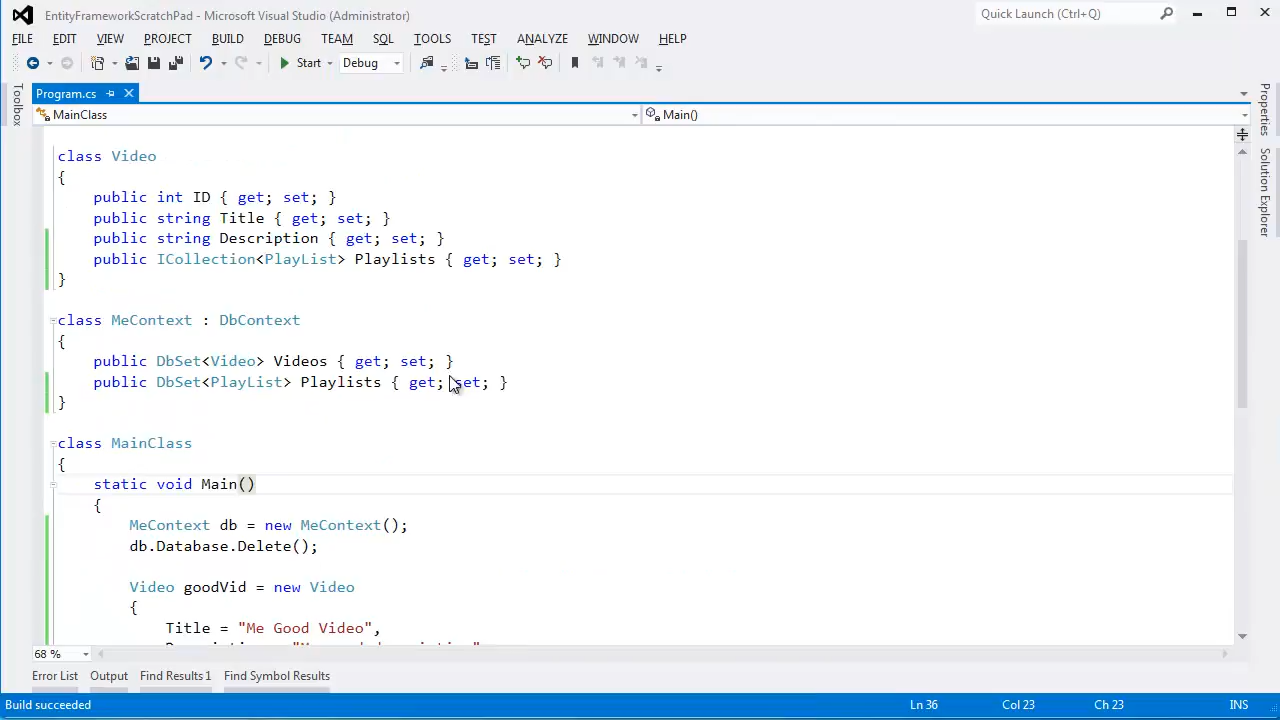 EntityFrameworkScratchPad - Microsoft Visual Studio (Administrator)
Quick Launch (Ctrl+Q)
FILE EDIT VIEW PROJECT BUILD DEBUG TEAM SQL TOOLS TEST ANALYZE WINDOW HELP
Start Debug
Toolbox
Program.cs
Properties
Solution Explorer
MainClass Main()
class Video
{
public int ID { get; set; }
public string Title { get; set; }
public string Description { get; set; }
public ICollection<PlayList> Playlists { get; set; }
}
class MeContext : DbContext
{
public DbSet<Video> Videos { get; set; }
public DbSet<PlayList> Playlists { get; set; }
}
class MainClass
{
static void Main()
{
MeContext db = new MeContext();
db.Database.Delete();
Video goodVid = new Video
{
Title = "Me Good Video",
68 %
Error List Output Find Results 1 Find Symbol Results
Build succeeded Ln 36 Col 23 Ch 23 INS